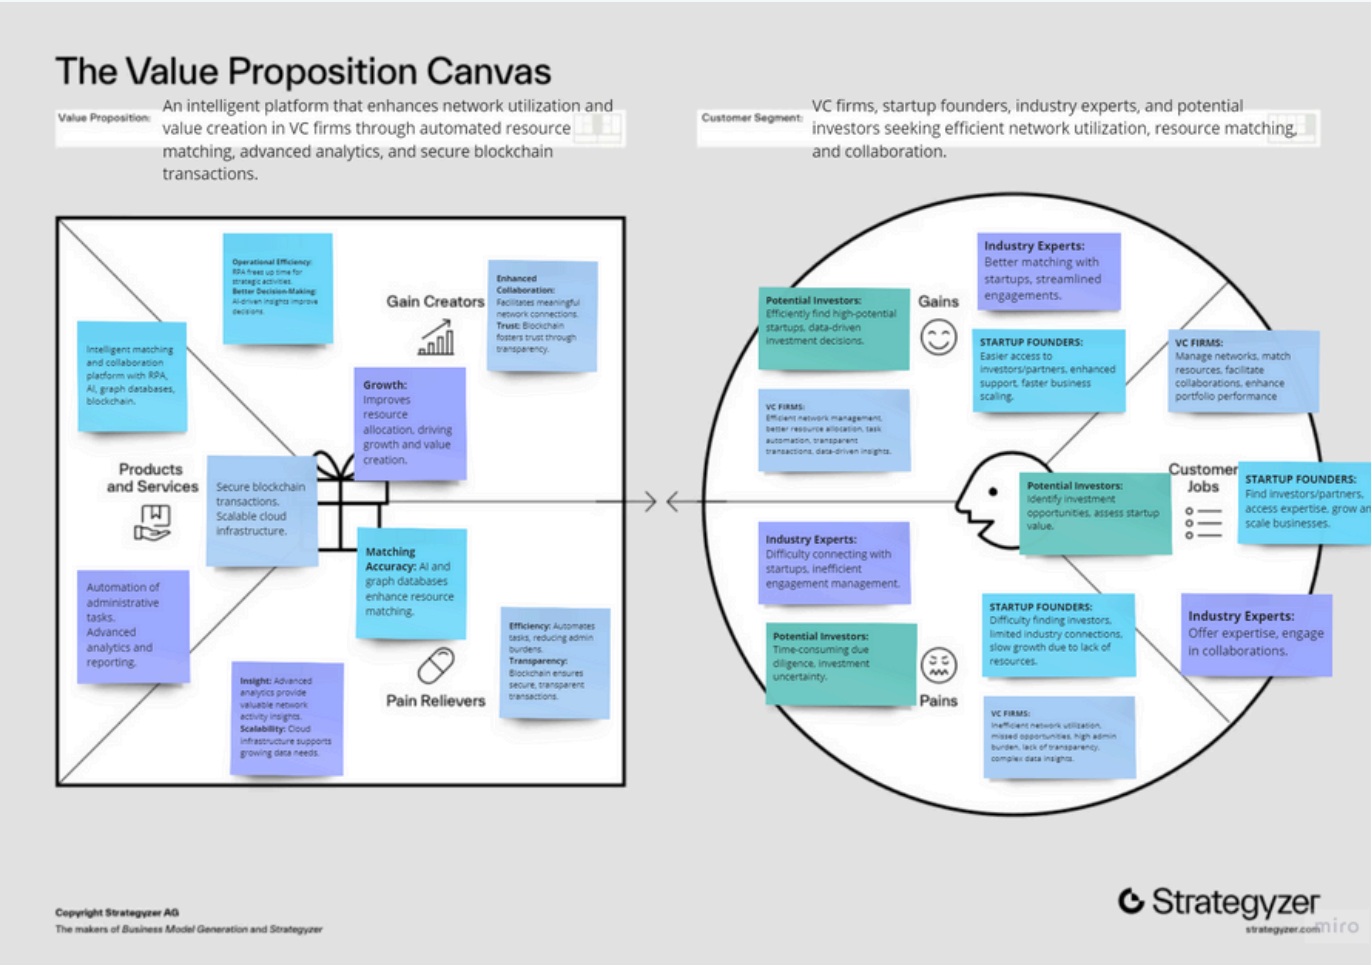 The Value Proposition Canvas
Value Proposition:
An intelligent platform that enhances network utilization and
value creation in VC firms through automated resource
matching, advanced analytics, and secure blockchain
transactions.
Customer Segment:
VC firms, startup founders, industry experts, and potential
investors seeking efficient network utilization, resource matching,
and collaboration.
Operational Efficiency:
RPA frees up time for
strategic activities.
Better Decision-Making:
AI-driven insights improve
decisions.
Gain Creators
Enhanced
Collaboration:
Facilitates meaningful
network connections.
Trust: Blockchain
fosters trust through
transparency.
Intelligent matching
and collaboration
platform with RPA,
AI, graph databases,
blockchain.
Growth:
Improves
resource
allocation, driving
growth and value
creation.
Products
and Services
Secure blockchain
transactions.
Scalable cloud
infrastructure.
Automation of
administrative
tasks.
Advanced
analytics and
reporting.
Matching
Accuracy: AI and
graph databases
enhance resource
matching.
Efficiency: Automates
tasks, reducing admin
burdens.
Transparency:
Blockchain ensures
secure, transparent
transactions.
Insight: Advanced
analytics provide
valuable network
activity insights.
Scalability: Cloud
infrastructure supports
growing data needs.
Pain Relievers
Industry Experts:
Better matching with
startups, streamlined
engagements.
Potential Investors:
Efficiently find high-potential
startups, data-driven
investment decisions.
Gains
STARTUP FOUNDERS:
Easier access to
investors/partners, enhanced
support, faster business
scaling.
VC FIRMS:
Manage networks, match
resources, facilitate
collaborations, enhance
portfolio performance
VC FIRMS:
Efficient network management,
better resource allocation, task
automation, transparent
transactions, data-driven insights.
Potential Investors:
Identify investment
opportunities, assess startup
value.
Customer
Jobs
STARTUP FOUNDERS:
Find investors/partners,
access expertise, grow an
scale businesses.
Industry Experts:
Difficulty connecting with
startups, inefficient
engagement management.
Potential Investors:
Time-consuming due
diligence, investment
uncertainty.
Pains
STARTUP FOUNDERS:
Difficulty finding investors,
limited industry connections,
slow growth due to lack of
resources.
Industry Experts:
Offer expertise, engage
in collaborations.
VC FIRMS:
Inefficient network utilization,
missed opportunities, high admin
burden, lack of transparency,
complex data insights.
Copyright Strategyzer AG
The makers of Business Model Generation and Strategyzer
Strategyzer
strategyzer.com
miro